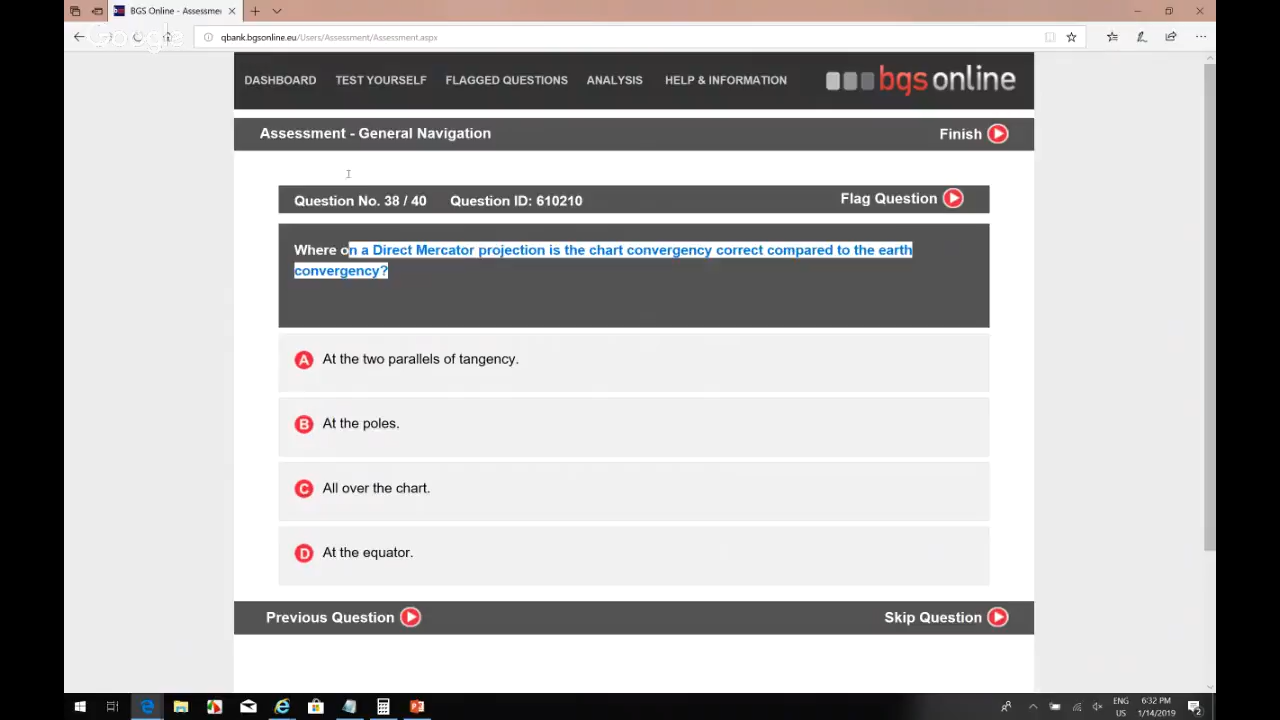 BGS Online - Assessmen
Google
qbank.bgsonline.eu/Users/Assessment/Assessment.aspx
DASHBOARD TEST YOURSELF FLAGGED QUESTIONS ANALYSIS HELP & INFORMATION bgs online
Assessment - General Navigation Finish
Question No. 38 / 40 Question ID: 610210 Flag Question
Where on a Direct Mercator projection is the chart convergency correct compared to the earth
convergency?
A At the two parallels of tangency.
B At the poles.
C All over the chart.
D At the equator.
Previous Question Skip Question
ENG 6:32 PM
US 1/14/2019